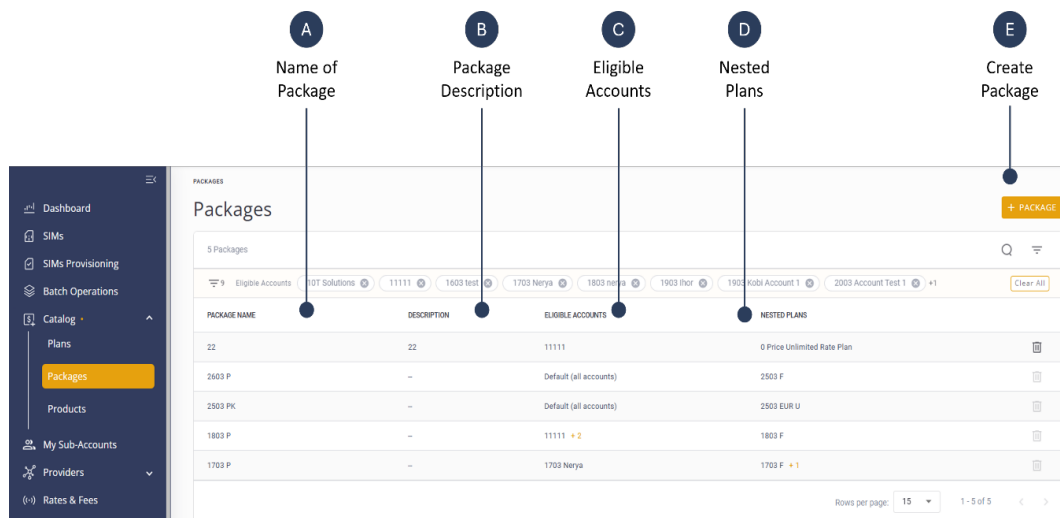 A B C D E
Name of Package Eligible Nested Create
Package Description Accounts Plans Package
Dashboard
SIMs
SIMs Provisioning
Batch Operations
Catalog
Plans
Packages
Products
My Sub-Accounts
Providers
Rates & Fees
PACKAGES
Packages
+ PACKAGE
5 Packages
9 Eligible Accounts IOT Solutions 11111 1603 test 1703 Nerya 1803 nerya 1903 Ihor 1903 Kobi Account 1 2003 Account Test 1 +1 Clear All
PACKAGE NAME DESCRIPTION ELIGIBLE ACCOUNTS NESTED PLANS
22 22 11111 0 Price Unlimited Rate Plan
2603 P – Default (all accounts) 2503 F
2503 PK – Default (all accounts) 2503 EUR U
1803 P – 11111 + 2 1803 F
1703 P – 1703 Nerya 1703 F + 1
Rows per page: 15 1 - 5 of 5